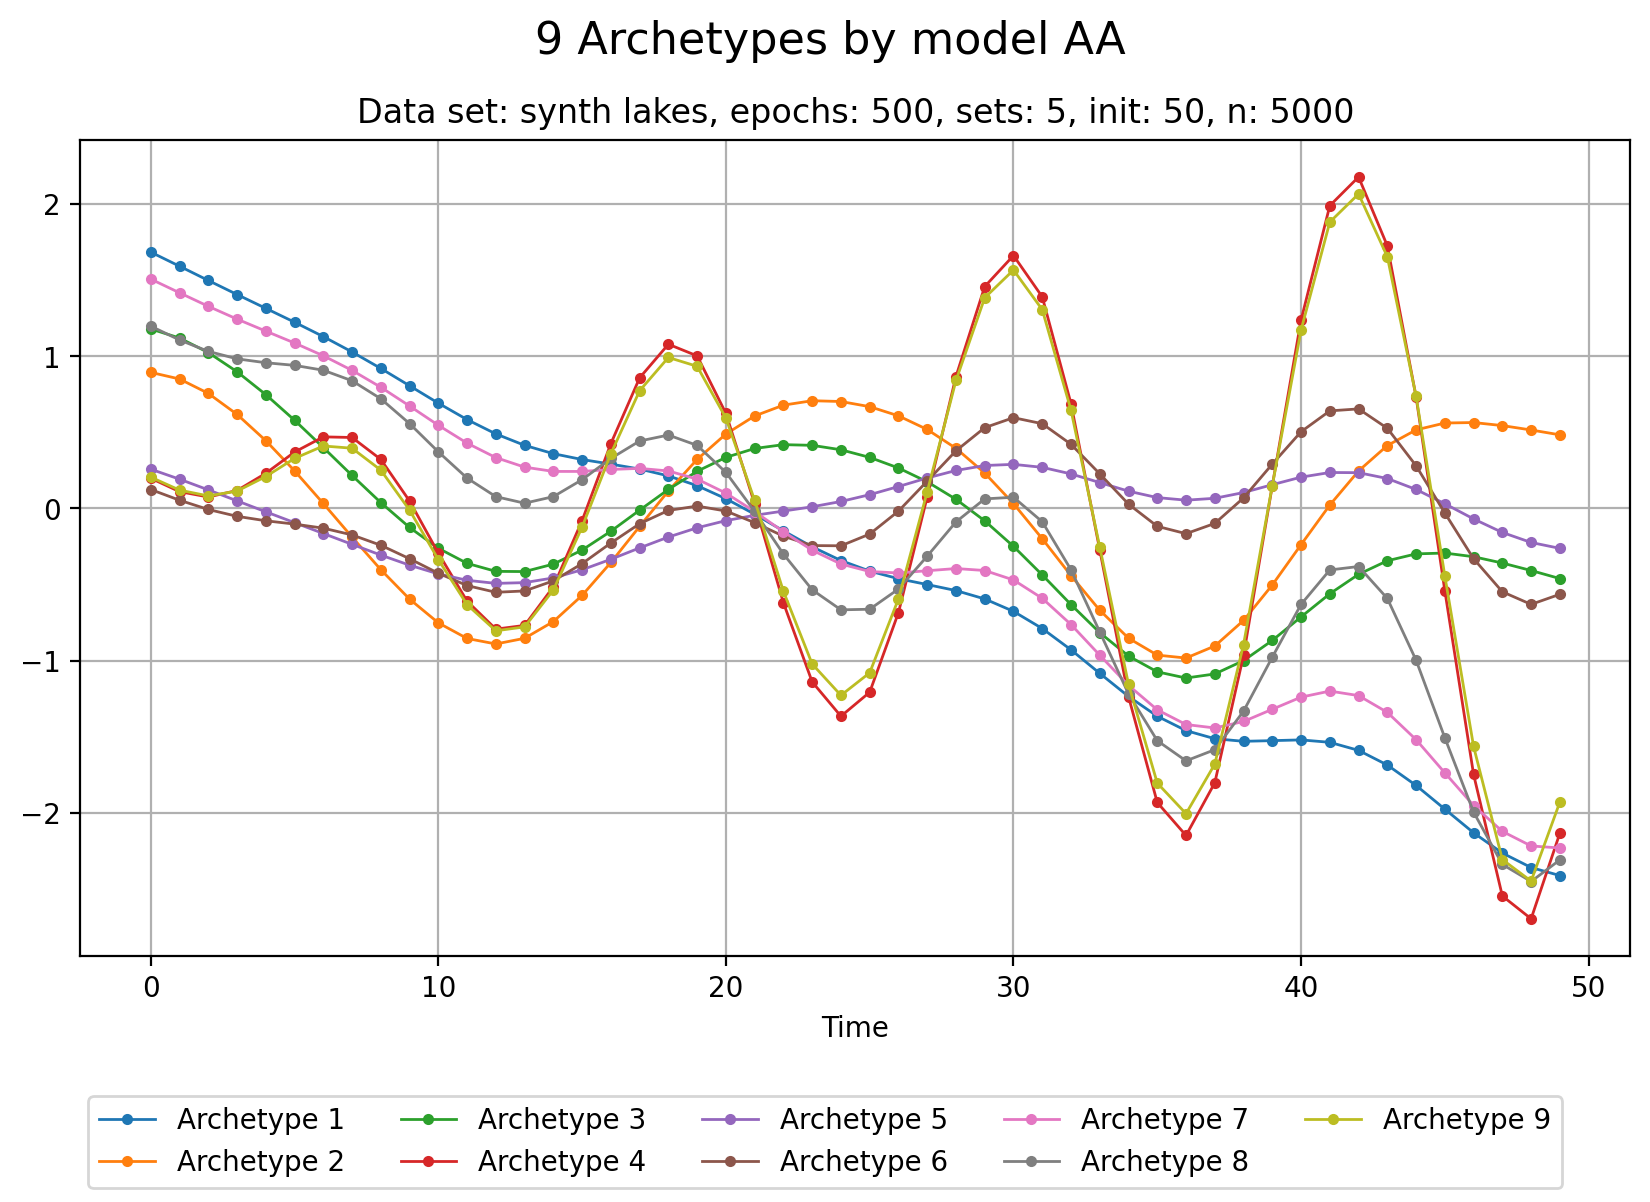 9 Archetypes by model AA
Data set: synth lakes, epochs: 500, sets: 5, init: 50, n: 5000
2
1
0
−1
−2
0 10 20 30 40 50
Time
Archetype 1 Archetype 3 Archetype 5 Archetype 7 Archetype 9
Archetype 2 Archetype 4 Archetype 6 Archetype 8